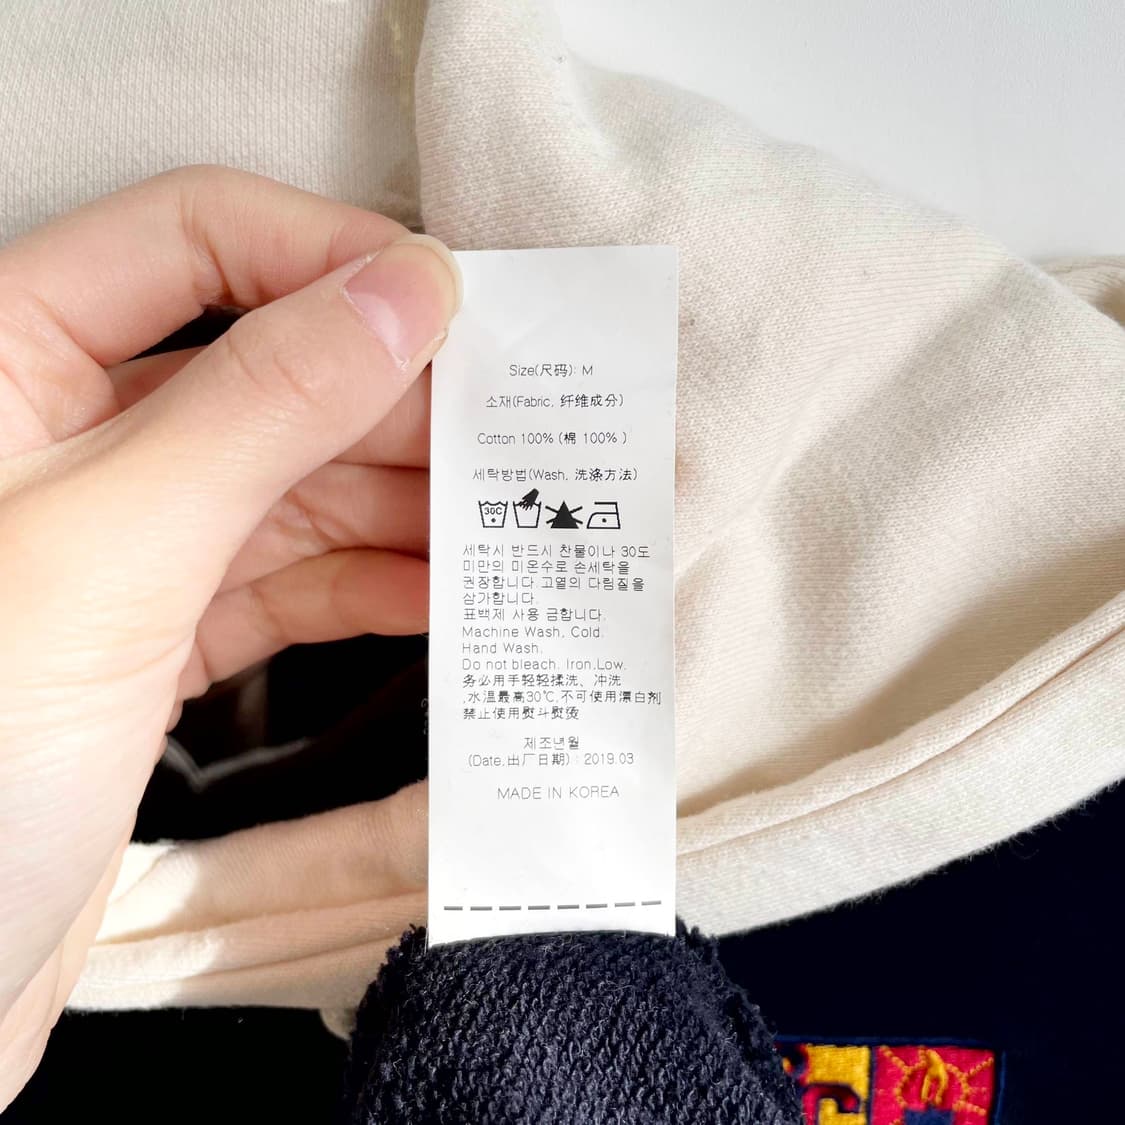 Size(尺码): M
소재(Fabric, 纤维成分)
Cotton 100% (棉 100% )
세탁방법(Wash, 洗涤方法)
30C
세탁시 반드시 찬물이나 30도
미만의 미온수로 손세탁을
권장합니다.고열의 다림질을
삼가합니다.
표백제 사용 금합니다.
Machine Wash, Cold.
Hand Wash.
Do not bleach. Iron,Low.
务必用手轻轻揉洗、冲洗
,水温最高30℃,不可使用漂白剂
禁止使用熨斗熨烫
제조년월
(Date,出厂日期) : 2019.03
MADE IN KOREA